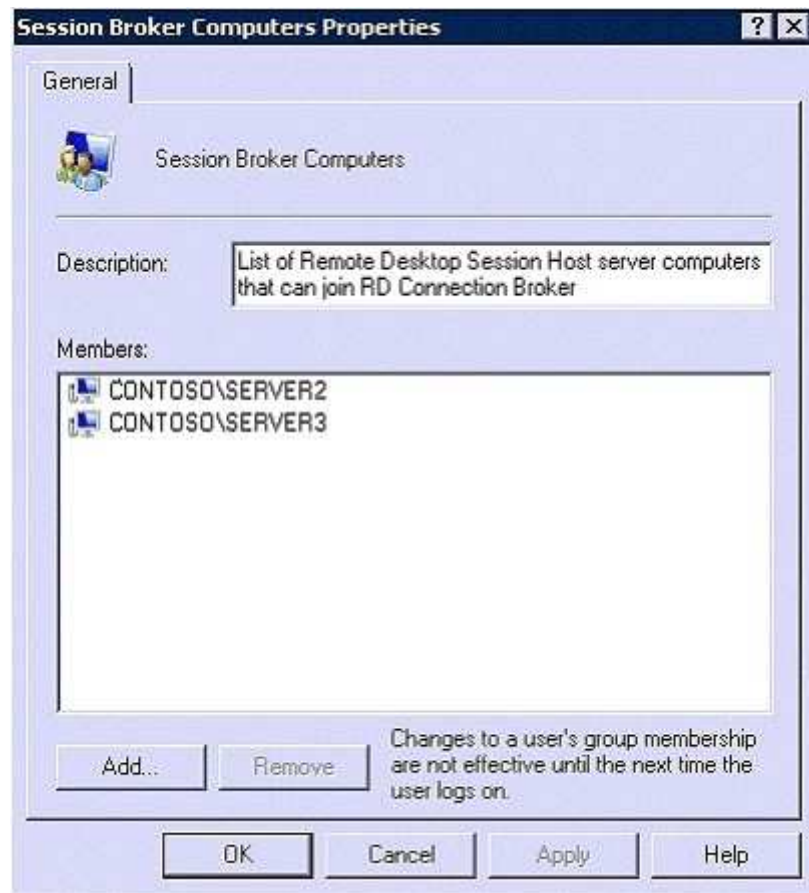 Session Broker Computers Properties
General
Session Broker Computers
Description:
List of Remote Desktop Session Host server computers
that can join RD Connection Broker
Members:
CONTOSO\SERVER2
CONTOSO\SERVER3
Add...
Remove
Changes to a user's group membership
are not effective until the next time the
user logs on.
OK
Cancel
Apply
Help